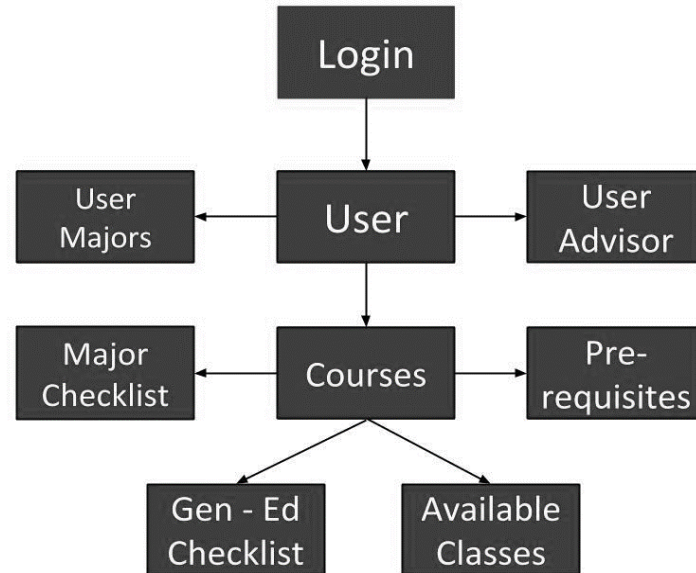 Login
User
Majors
User
User
Advisor
Major
Checklist
Courses
Pre-
requisites
Gen - Ed
Checklist
Available
Classes